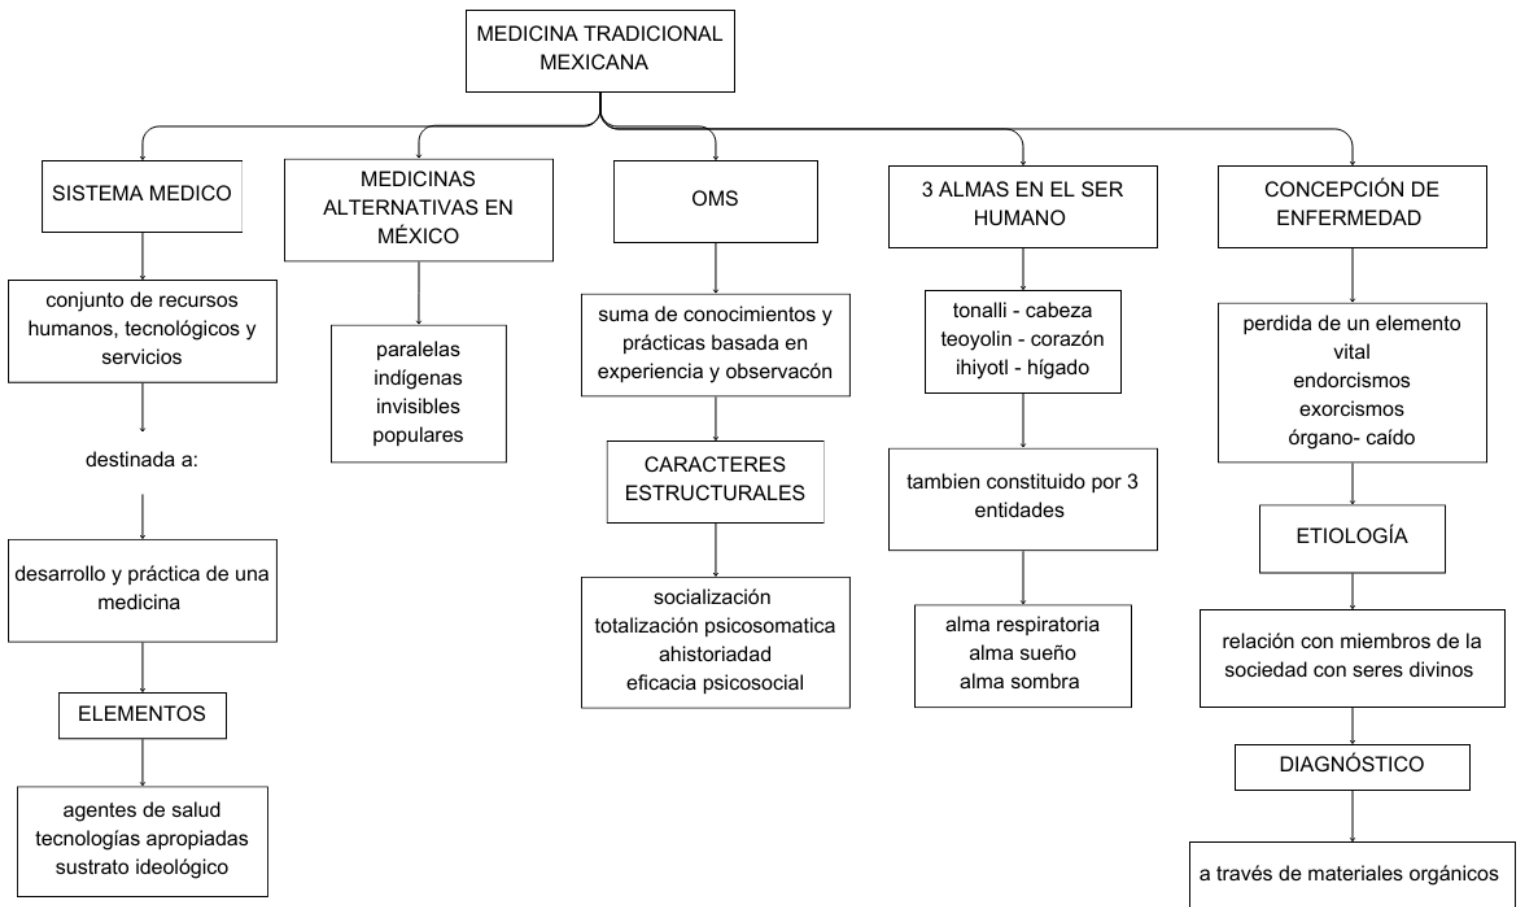 MEDICINA TRADICIONAL
MEXICANA
SISTEMA MEDICO
conjunto de recursos
humanos, tecnológicos y
servicios
destinada a:
desarrollo y práctica de una
medicina
ELEMENTOS
agentes de salud
tecnologías apropiadas
sustrato ideológico
MEDICINAS
ALTERNATIVAS EN
MÉXICO
paralelas
indígenas
invisibles
populares
OMS
suma de conocimientos y
prácticas basada en
experiencia y observacón
CARACTERES
ESTRUCTURALES
socialización
totalización psicosomatica
ahistoriadad
eficacia psicosocial
3 ALMAS EN EL SER
HUMANO
tonalli - cabeza
teoyolin - corazón
ihiyotl - hígado
tambien constituido por 3
entidades
alma respiratoria
alma sueño
alma sombra
CONCEPCIÓN DE
ENFERMEDAD
perdida de un elemento
vital
endorcismos
exorcismos
órgano- caído
ETIOLOGÍA
relación con miembros de la
sociedad con seres divinos
DIAGNÓSTICO
a través de materiales orgánicos